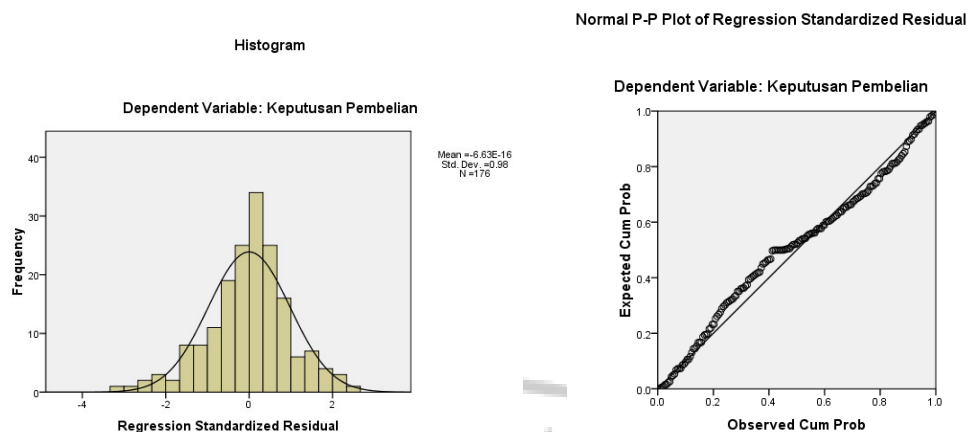 Histogram
Dependent Variable: Keputusan Pembelian
Mean =-6.63E-16
Std. Dev. =0.98
N =176
40
30
20
10
0
Frequency
-4
-2
0
2
Regression Standardized Residual
Normal P-P Plot of Regression Standardized Residual
Dependent Variable: Keputusan Pembelian
1.0
0.8
0.6
0.4
0.2
0.0
Expected Cum Prob
0.0
0.2
0.4
0.6
0.8
1.0
Observed Cum Prob